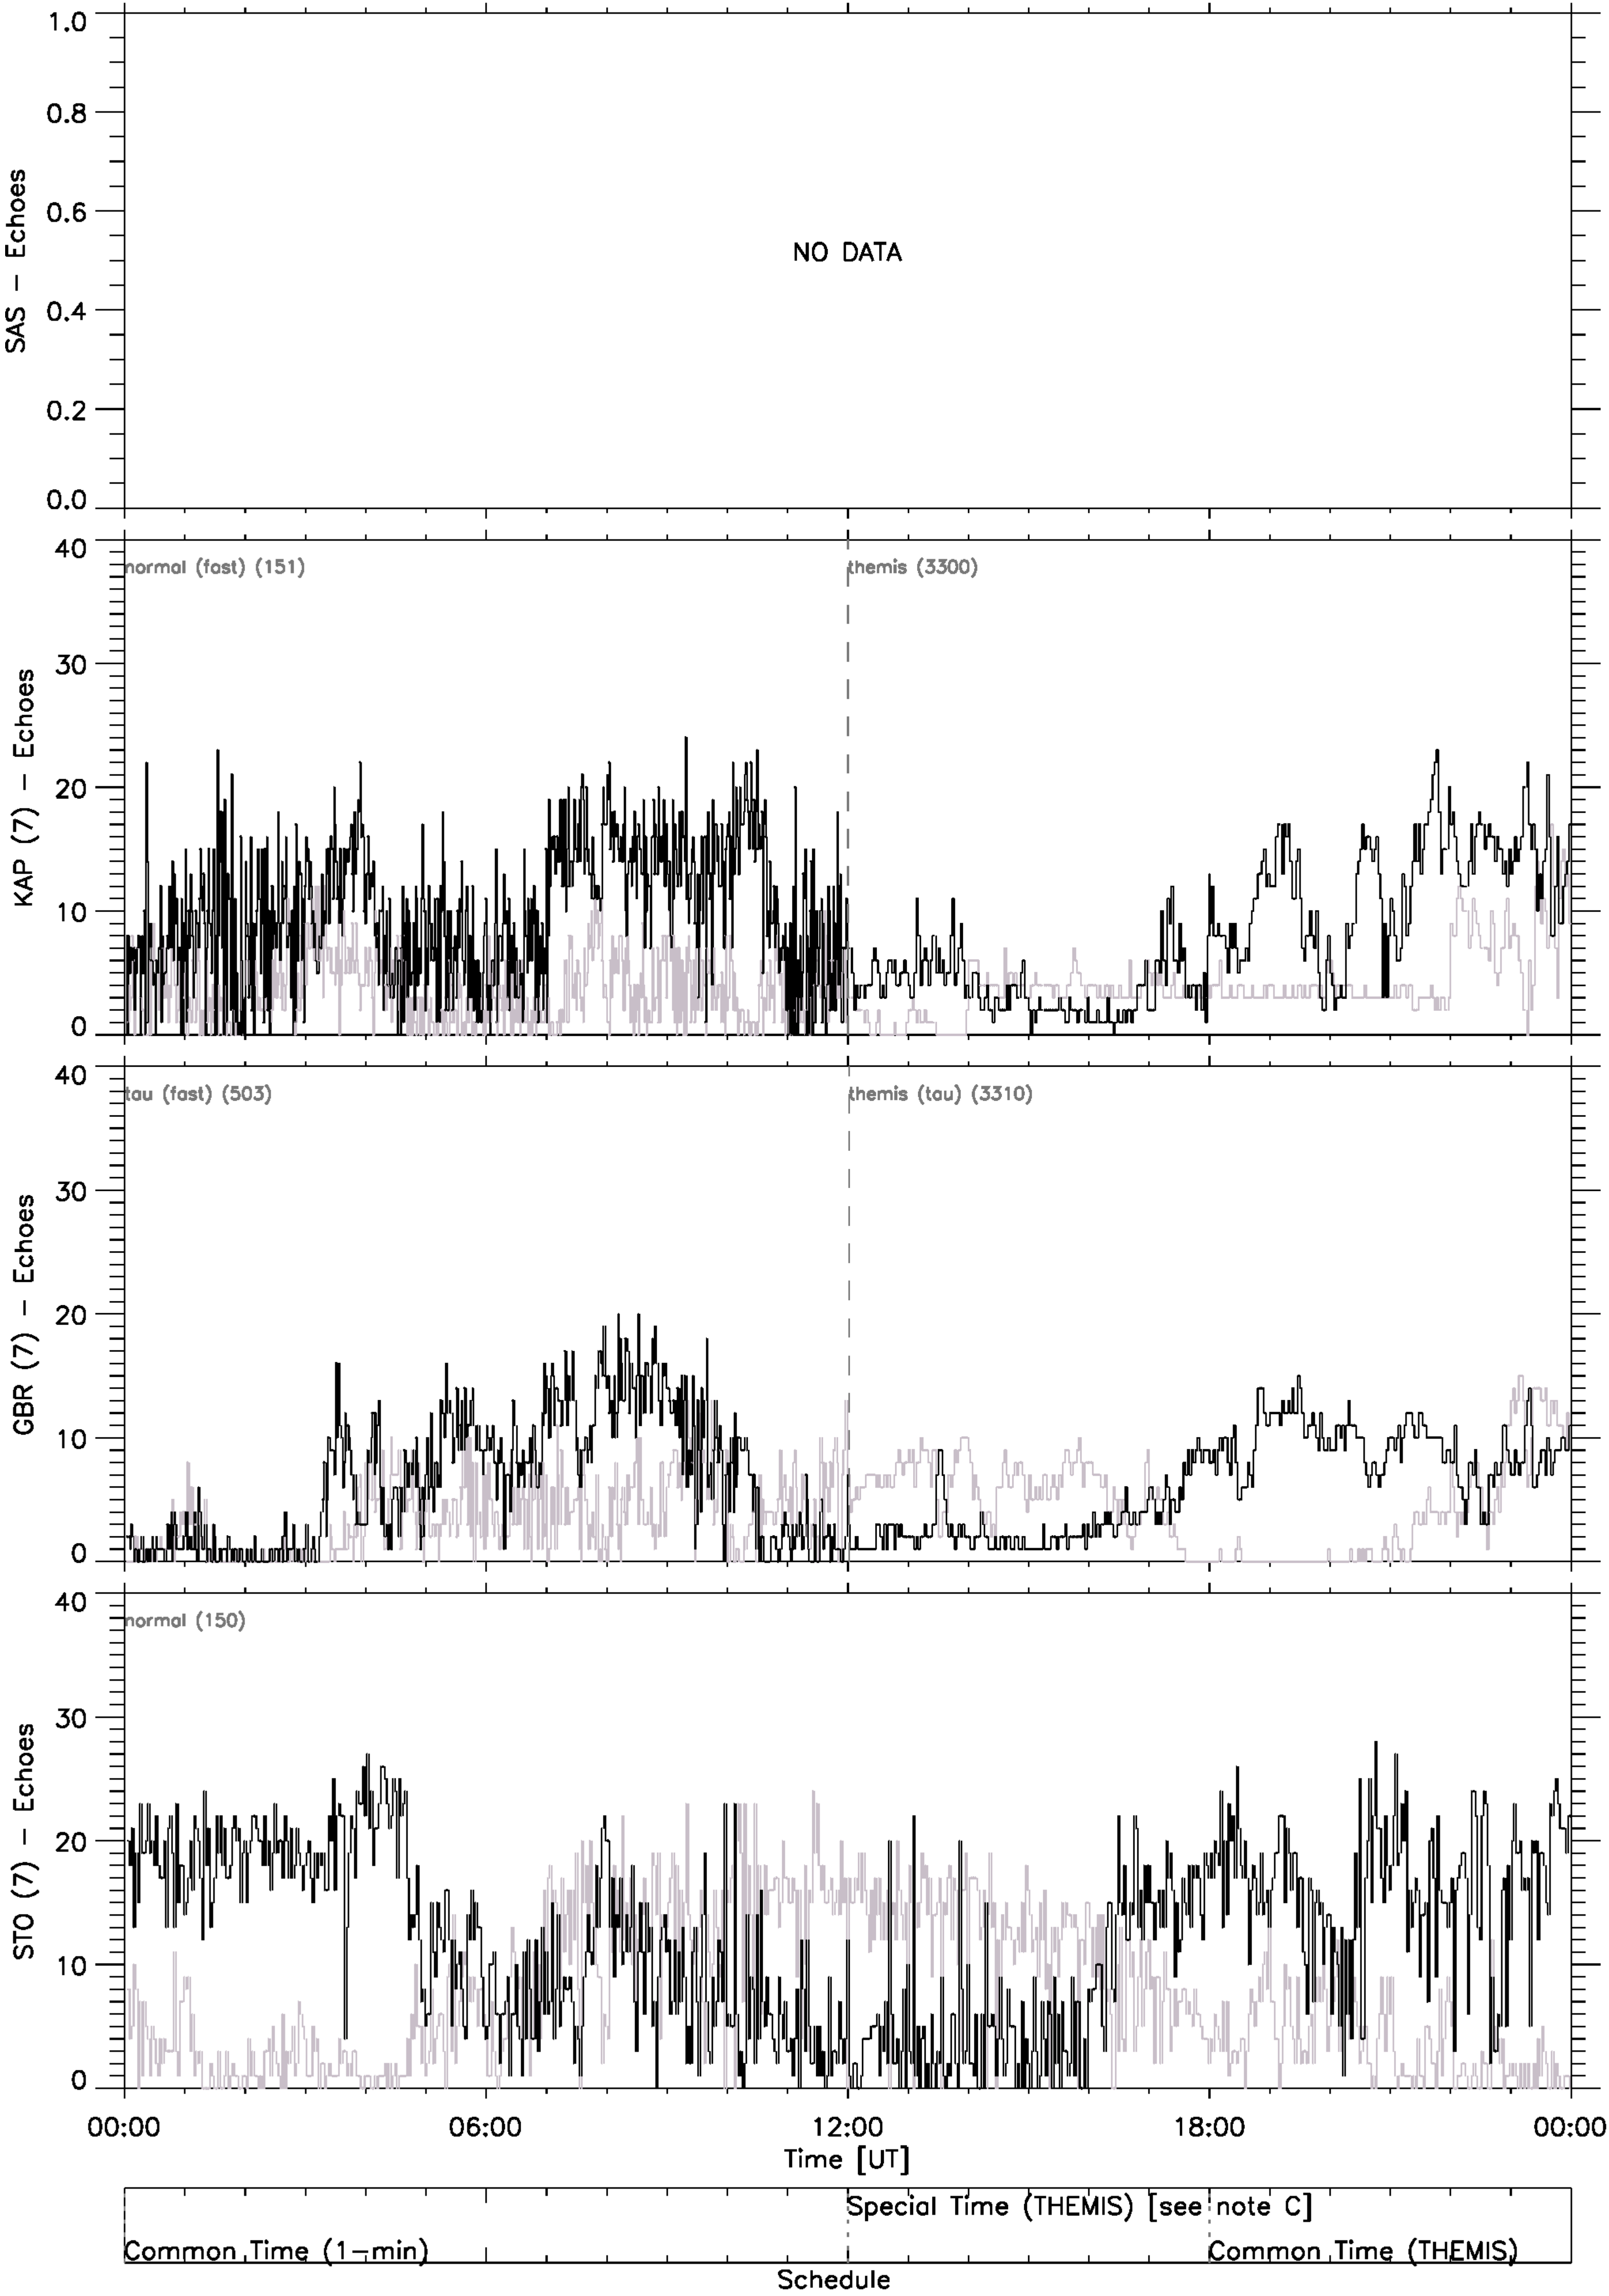 1.0
0.8
0.6
0.4
0.2
0.0
SAS - Echoes
NO DATA
40
30
20
10
0
KAP (7) - Echoes
normal (fast) (151)
themis (3300)
40
30
20
10
0
GBR (7) - Echoes
tau (fast) (503)
themis (tau) (3310)
40
30
20
10
0
STO (7) - Echoes
normal (150)
00:00 06:00 12:00 18:00 00:00
Time [UT]
Special Time (THEMIS) [see note C]
Common Time (1-min)
Common Time (THEMIS)
Schedule